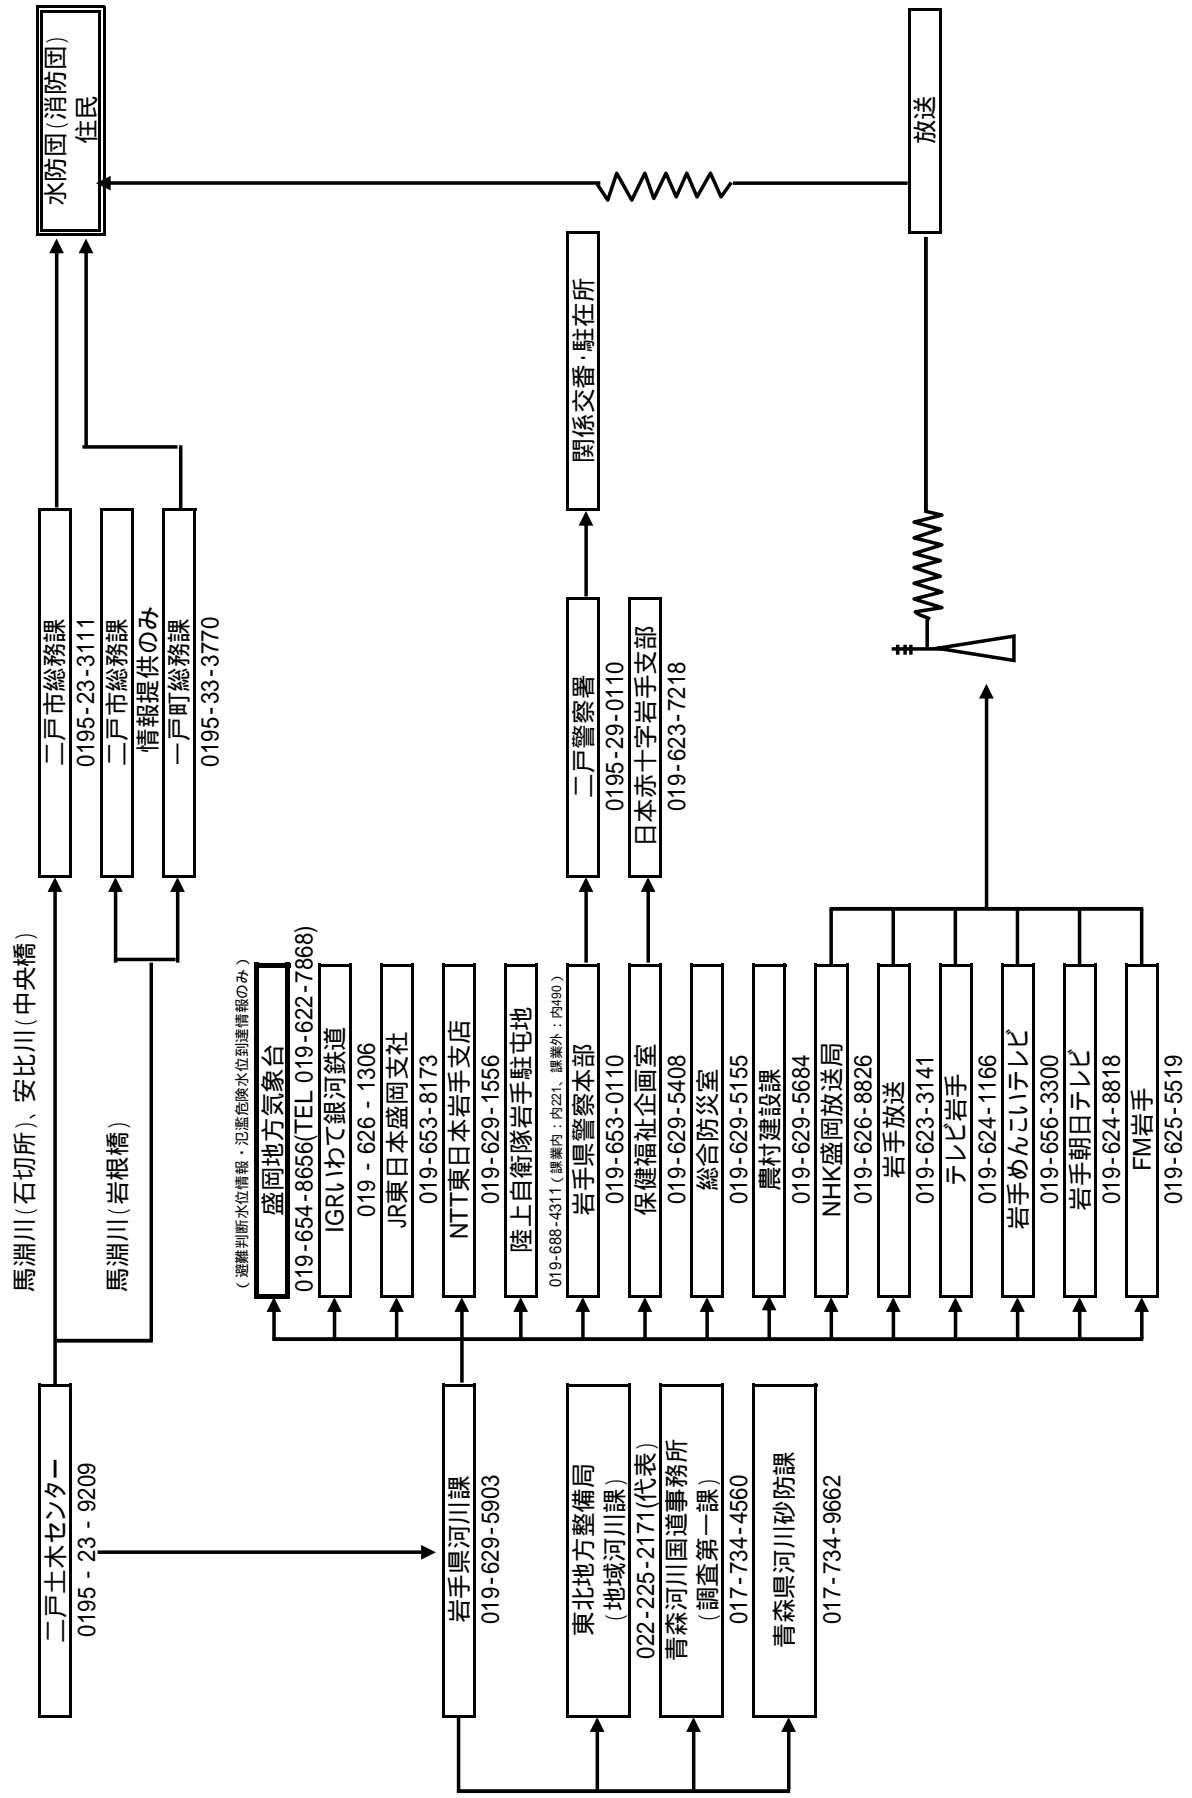 二戸土木センター
0195 - 23 - 9209
馬淵川(石切所)、安比川(中央橋)
馬淵川(岩根橋)
二戸市総務課
0195-23-3111
二戸市総務課
情報提供のみ
一戸町総務課
0195-33-3770
水防団(消防団)
住民
岩手県河川課
019-629-5903
東北地方整備局
(地域河川課)
022-225-2171(代表)
青森河川国道事務所
(調査第一課)
017-734-4560
青森県河川砂防課
017-734-9662
(避難判断水位情報・氾濫危険水位到達情報のみ)
盛岡地方気象台
019-654-8656(TEL 019-622-7868)
IGRいわて銀河鉄道
019 - 626 - 1306
JR東日本盛岡支社
019-653-8173
NTT東日本岩手支店
019-629-1556
陸上自衛隊岩手駐屯地
019-688-4311(課業内:内221、課業外:内490)
岩手県警察本部
019-653-0110
保健福祉企画室
019-629-5408
総合防災室
019-629-5155
農村建設課
019-629-5684
NHK盛岡放送局
019-626-8826
岩手放送
019-623-3141
テレビ岩手
019-624-1166
岩手めんこいテレビ
019-656-3300
岩手朝日テレビ
019-624-8818
FM岩手
019-625-5519
二戸警察署
0195-29-0110
日本赤十字岩手支部
019-623-7218
関係交番・駐在所
放送